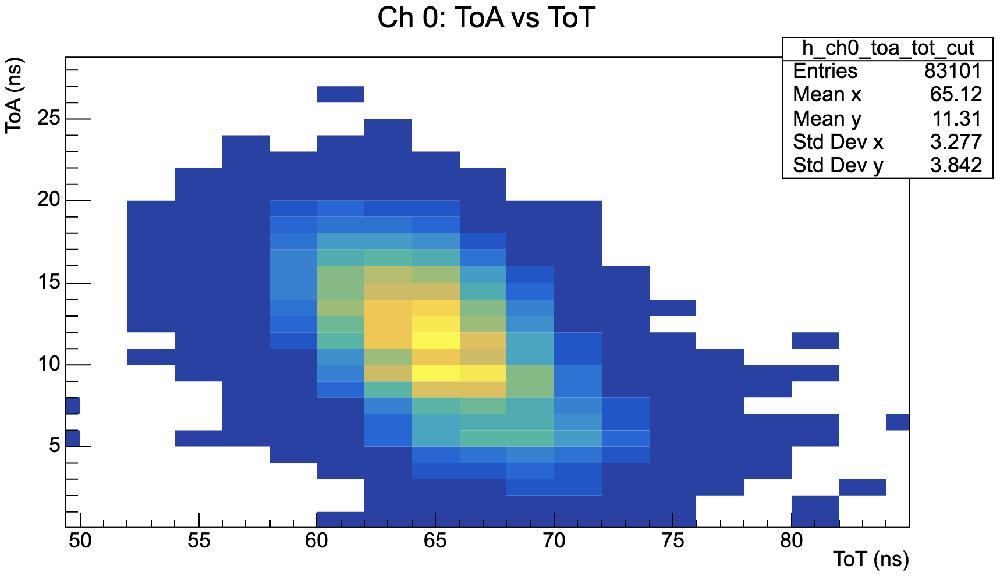 Ch 0: ToA vs ToT
h_ch0_toa_tot_cut
Entries 83101
Mean x 65.12
Mean y 11.31
Std Dev x 3.277
Std Dev y 3.842
ToA (ns)
25
20
15
10
5
50 55 60 65 70 75 80
ToT (ns)